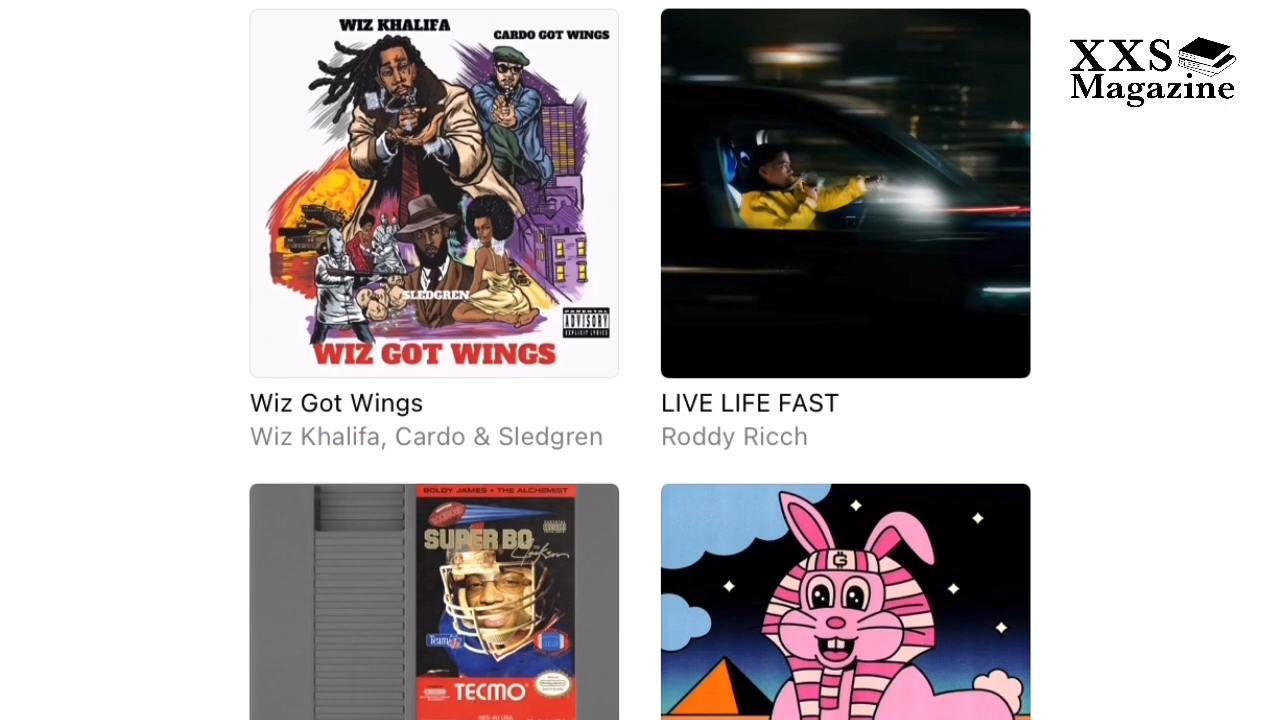 WIZ KHALIFA
CARDO GOT WINGS
SLEDGREN
PARENTAL
ADVISORY
EXPLICIT LYRICS
WIZ GOT WINGS
XXS
Magazine
Wiz Got Wings
Wiz Khalifa, Cardo & Sledgren
LIVE LIFE FAST
Roddy Ricch
BOLDY JAMES + THE ALCHEMIST
SUPER BO
Jackson
TECMO
G